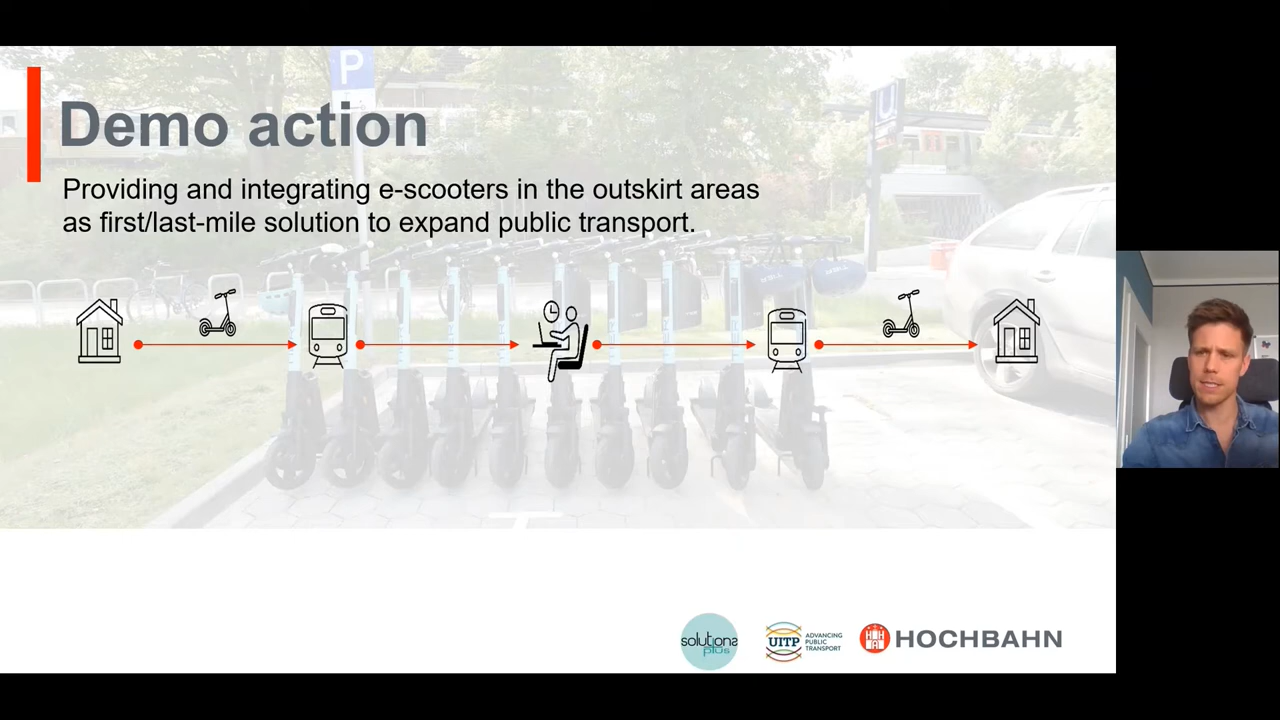 P
U
Demo action
Providing and integrating e-scooters in the outskirt areas
as first/last-mile solution to expand public transport.
solutions
plus
UITP
ADVANCING
PUBLIC
TRANSPORT
HOCHBAHN